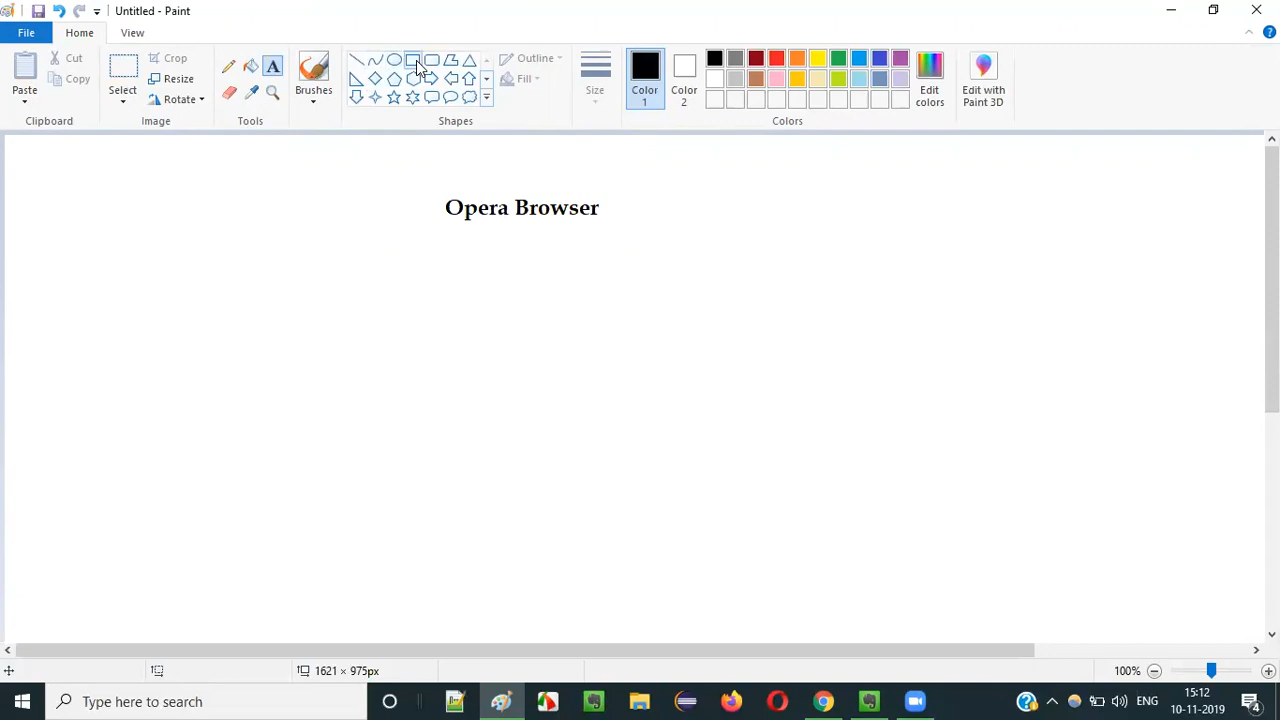 Untitled - Paint
File
Home
View
Paste
Cut
Copy
Clipboard
Select
Crop
Resize
Rotate
Image
A
Tools
Brushes
Shapes
Outline
Fill
Size
Color 1
Color 2
Edit colors
Colors
Edit with Paint 3D
Opera Browser
1621 × 975px
100%
Type here to search
ENG
15:12
10-11-2019
4